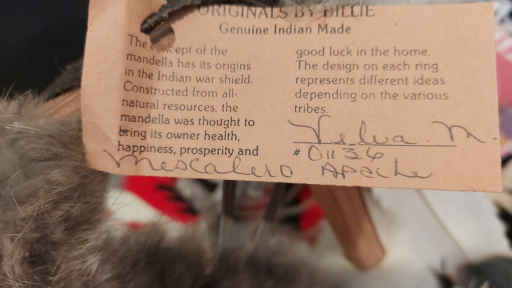 ORIGINALS BY BILLIE
Genuine Indian Made
The concept of the
mandella has its origins
in the Indian war shield.
Constructed from all-
natural resources, the
mandella was thought to
bring its owner health,
happiness, prosperity and
good luck in the home.
The design on each ring
represents different ideas
depending on the various
tribes.
Velva M.
# 01136
Mescalero Apache